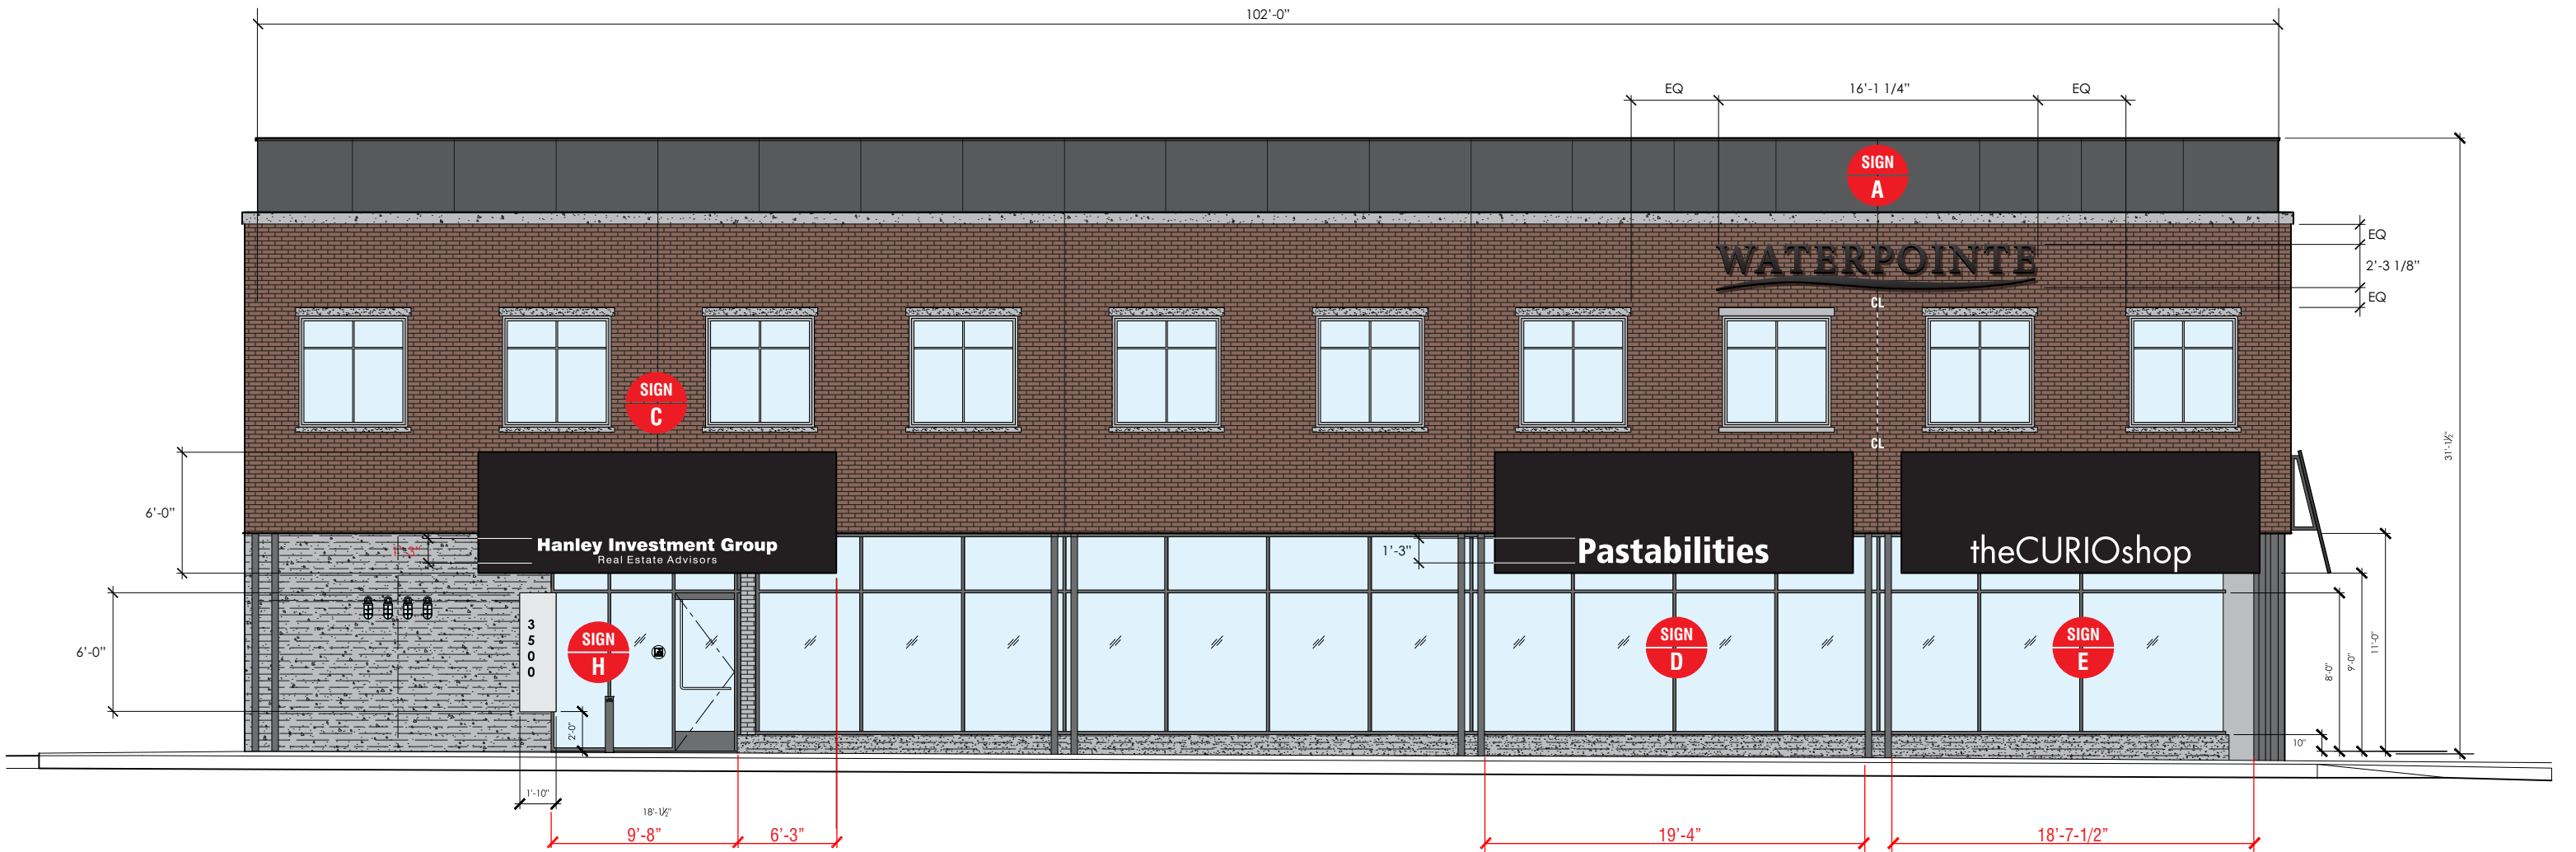 102’-0”
EQ
16’-1 1/4”
EQ
SIGN
A
EQ
2’-3 1/8”
EQ
WATERPOINTE
CL
SIGN
C
CL
31'-1½"
6’-0”
Hanley Investment Group
Real Estate Advisors
1’-3”
1’-3”
Pastabilities
theCURIOshop
3
5
0
0
SIGN
H
SIGN
D
SIGN
E
6’-0”
2'-0"
8'-0"
9'-0"
11'-0"
10"
1'-10"
18'-1½"
9’-8”
6’-3”
19’-4”
18’-7-1/2”